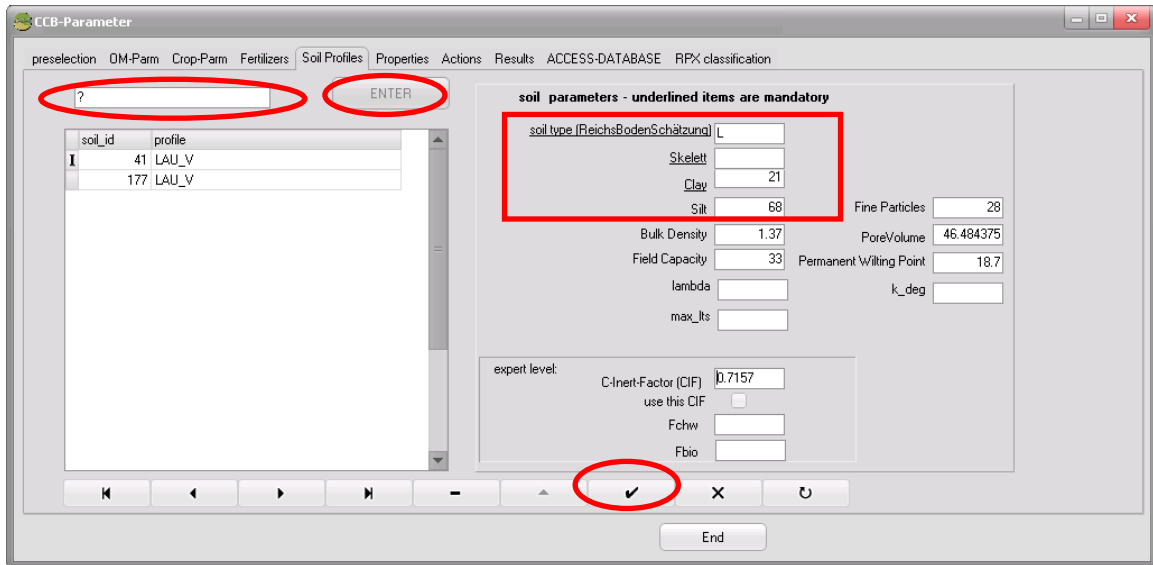 CCB-Parameter
preselection OM-Parm Crop-Parm Fertilizers Soil Profiles Properties Actions Results ACCESS-DATABASE RPX classification
? ENTER
soil_id profile
41 LAU_V
177 LAU_V
soil parameters - underlined items are mandatory
soil type (ReichsBodenSchätzung) L
Skelett
Clay 21
Silt 68 Fine Particles 28
Bulk Density 1.37 PoreVolume 46.484375
Field Capacity 33 Permanent Wilting Point 18.7
lambda k_deg
max_lts
expert level:
C-Inert-Factor (CIF) 0.7157
use this CIF
Fchw
Fbio
End